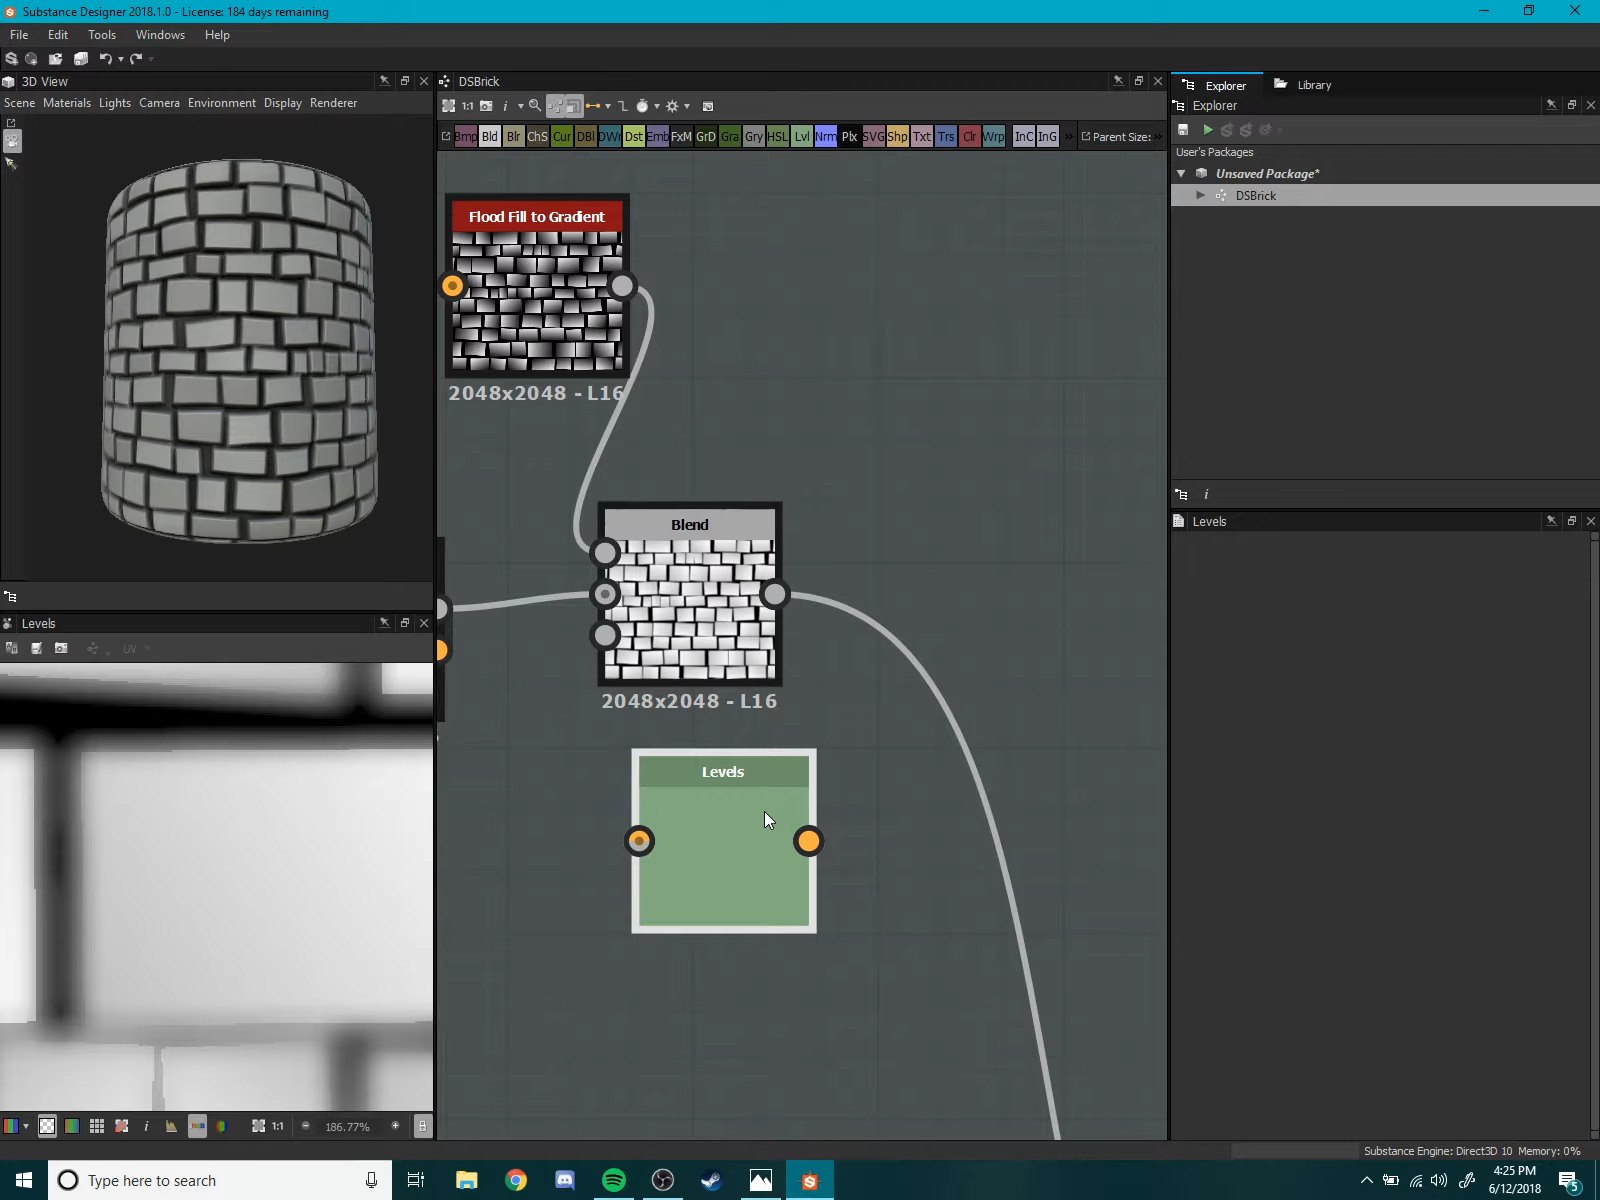 Substance Designer 2018.1.0 - License: 184 days remaining
File Edit Tools Windows Help
3D View
Scene Materials Lights Camera Environment Display Renderer
Levels
UV
RGB
1:1
186.77%
DSBrick
1:1
Bmp Bld Blr ChS Cur DBl DWr Dst Emb FxM GrD Gra Gry HSL Lvl Nrm Plx SVG Shp Txt Trs Clr Wrp InC InG
Parent Size:
Flood Fill to Gradient
2048x2048 - L16
Blend
2048x2048 - L16
Levels
Explorer Library
Explorer
User's Packages
Unsaved Package*
DSBrick
Levels
Substance Engine: Direct3D 10 Memory: 0%
Type here to search
4:25 PM
6/12/2018
5